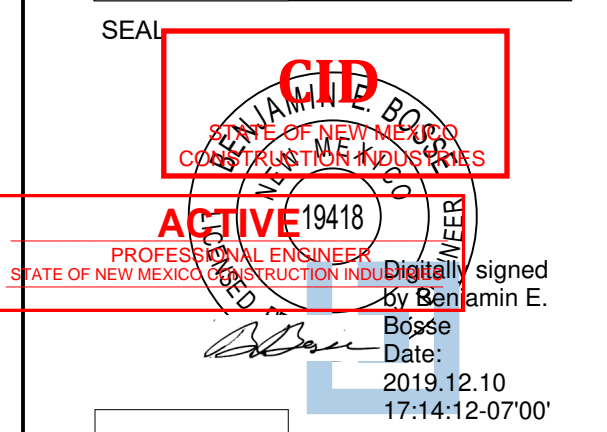 SEAL
CID
STATE OF NEW MEXICO
CONSTRUCTION INDUSTRIES
BENJAMIN E. BOSSE
NEW MEXICO
19418
LICENSED
ACTIVE
PROFESSIONAL ENGINEER
STATE OF NEW MEXICO CONSTRUCTION INDUSTRIES
Digitally signed
by Benjamin E.
Bosse
Date:
2019.12.10
17:14:12-07'00'